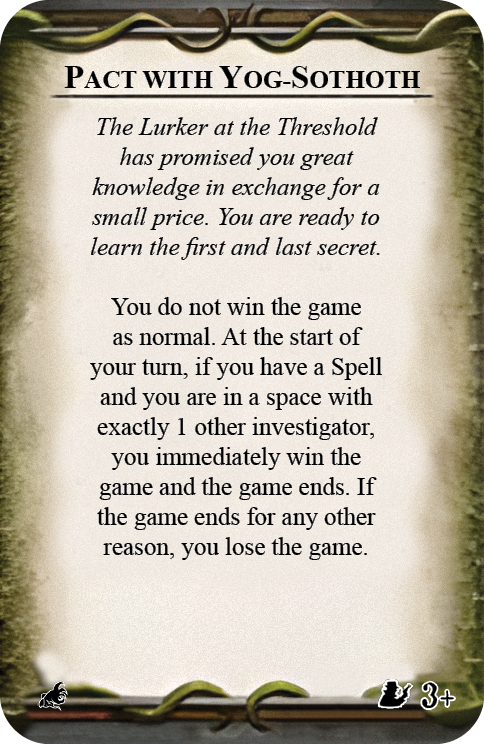 Pact with Yog-Sothoth
The Lurker at the Threshold
has promised you great
knowledge in exchange for a
small price. You are ready to
learn the first and last secret.
You do not win the game
as normal. At the start of
your turn, if you have a Spell
and you are in a space with
exactly 1 other investigator,
you immediately win the
game and the game ends. If
the game ends for any other
reason, you lose the game.
3+